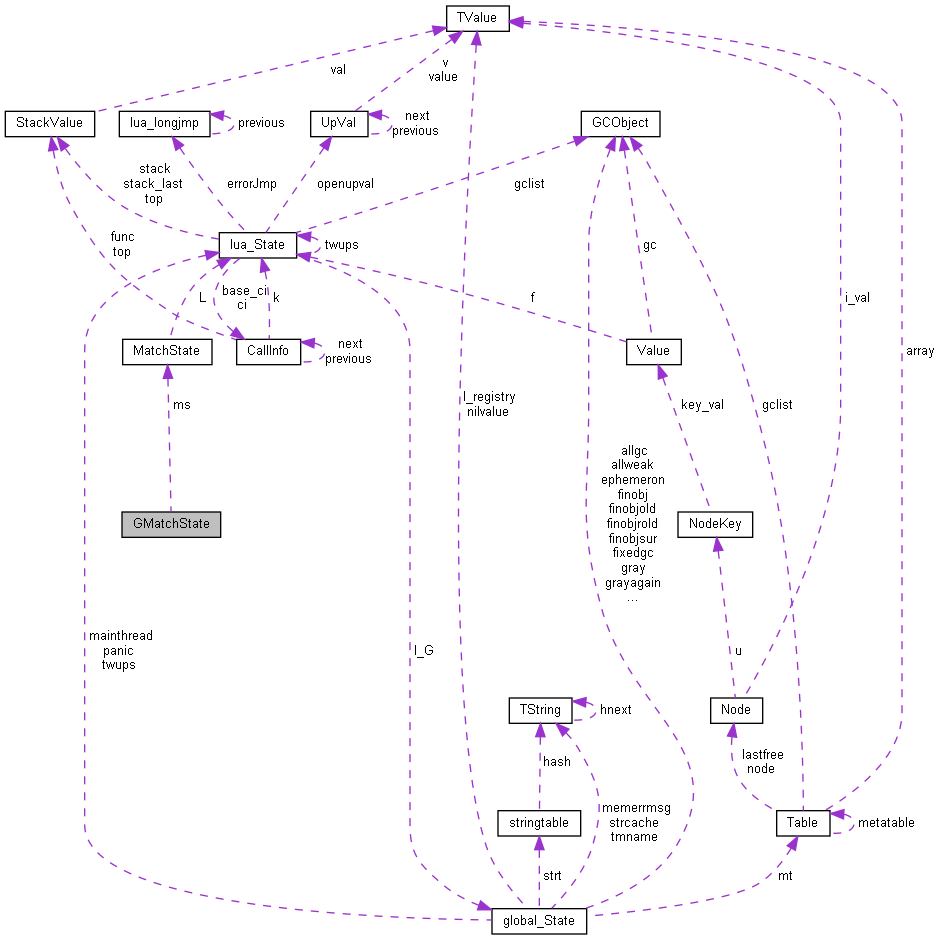 TValue
val
v
value
StackValue
lua_longjmp
previous
UpVal
next
previous
GCObject
stack
stack_last
top
errorJmp
openupval
gclist
func
top
lua_State
twups
gc
L
base_ci
ci
k
f
i_val
MatchState
CallInfo
next
previous
Value
array
ms
l_registry
nilvalue
key_val
gclist
allgc
allweak
ephemeron
finobj
finobjold
finobjrold
finobjsur
fixedgc
gray
grayagain
...
GMatchState
NodeKey
mainthread
panic
twups
l_G
u
TString
hnext
Node
hash
lastfree
node
memerrmsg
strcache
tmname
stringtable
Table
metatable
strt
mt
global_State